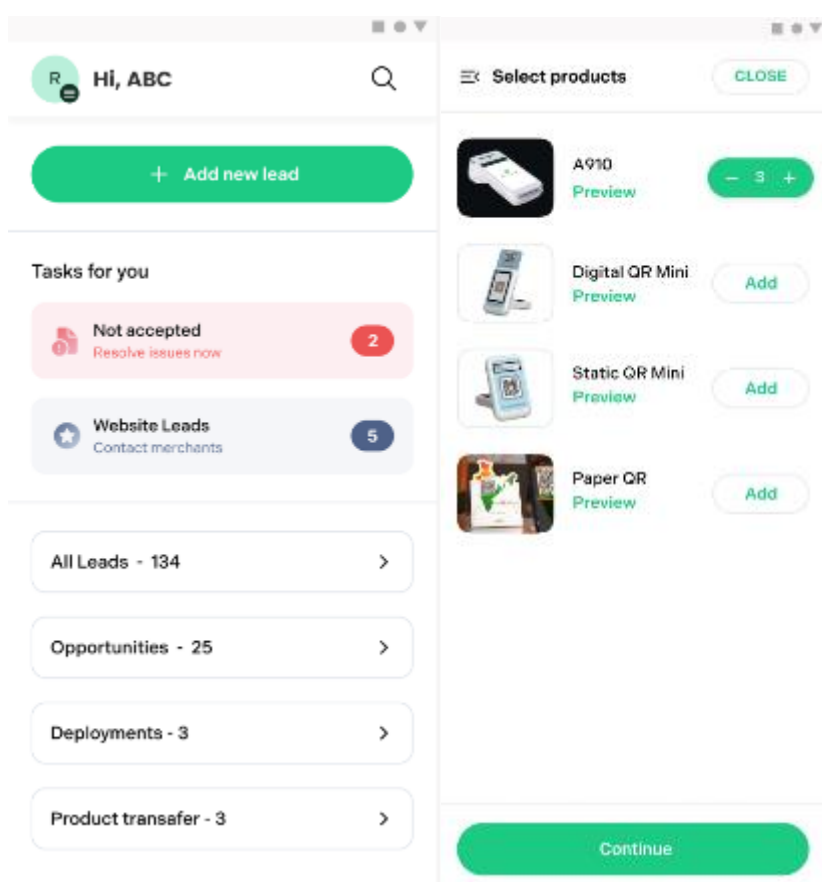 R
Hi, ABC
+ Add new lead
Tasks for you
Not accepted
Resolve issues now
2
Website Leads
Contact merchants
5
All Leads - 134
Opportunities - 25
Deployments - 3
Product transafer - 3
Select products
CLOSE
A910
Preview
- 3 +
Digital QR Mini
Preview
Add
Static QR Mini
Preview
Add
Paper QR
Preview
Add
Continue